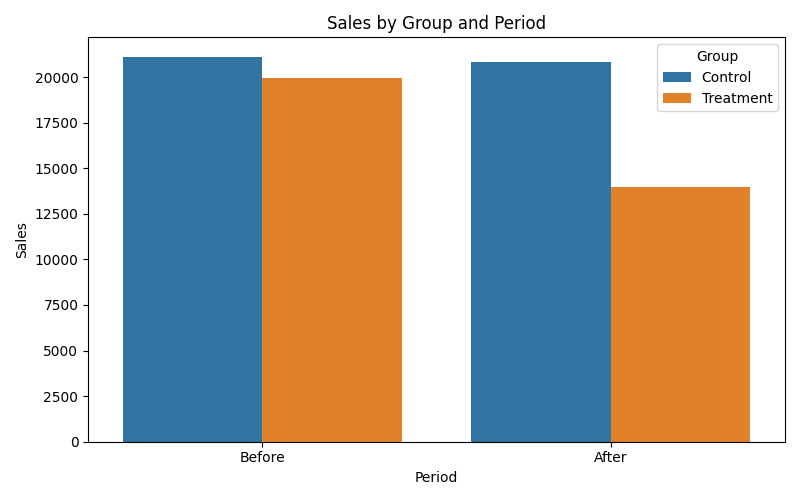 Sales by Group and Period
Group
Control
Treatment
Sales
20000
17500
15000
12500
10000
7500
5000
2500
0
Before
After
Period